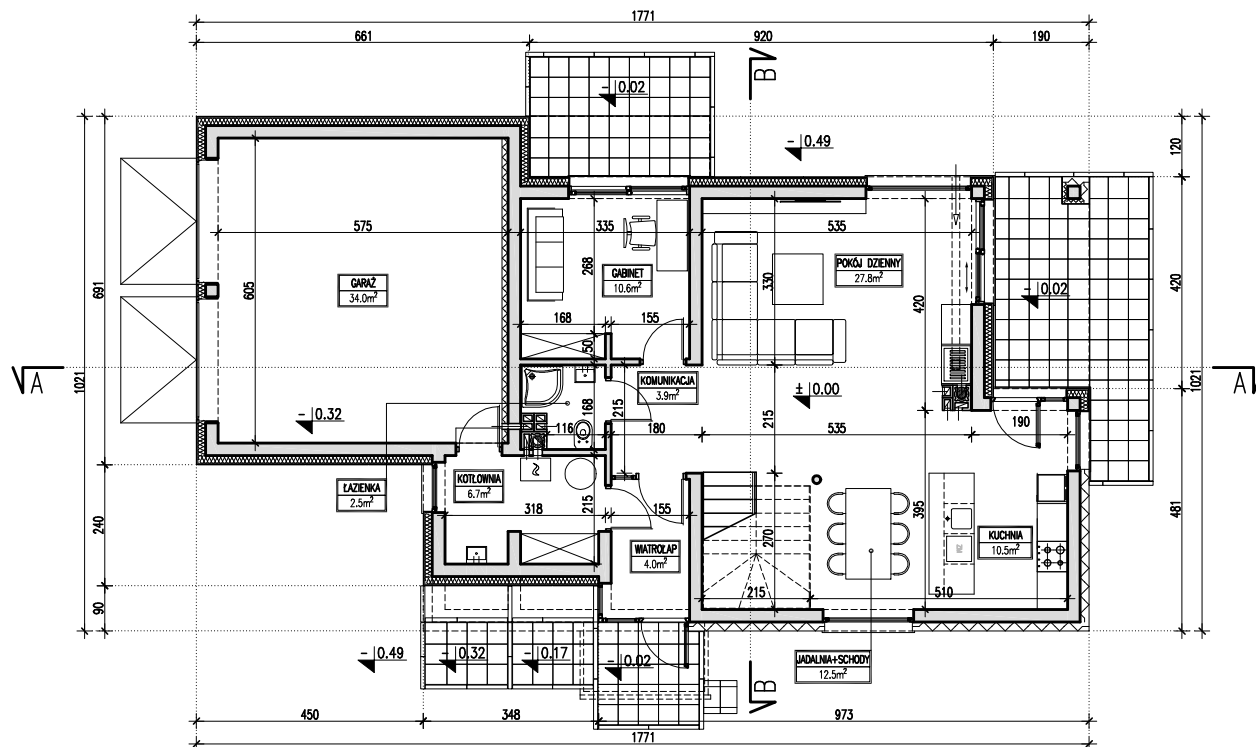 1771
661
920
190
B
- 0.02
- 0.49
120
575
335
535
268
GABINET
10.6m²
POKÓJ DZIENNY
27.8m²
330
420
420
GARAŻ
34.0m²
605
691
1021
- 0.02
168
155
50
A
A
1021
KOMUNIKACJA
3.9m²
± 0.00
- 0.32
168
116
215
180
215
535
190
KOTŁOWNIA
6.7m²
ŁAZIENKA
2.5m²
318
215
155
395
481
240
270
KUCHNIA
10.5m²
WIATROŁAP
4.0m²
ZM
215
510
90
- 0.49
- 0.32
- 0.17
- 0.02
JADALNIA+SCHODY
12.5m²
B
450
348
973
1771